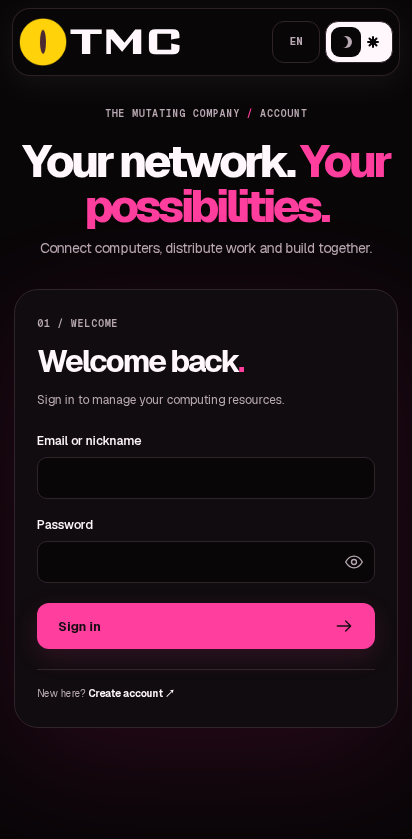 TMC
EN
THE MUTATING COMPANY / ACCOUNT
Your network. Your
possibilities.
Connect computers, distribute work and build together.
01 / WELCOME
Welcome back.
Sign in to manage your computing resources.
Email or nickname
Password
Sign in →
New here? Create account ↗